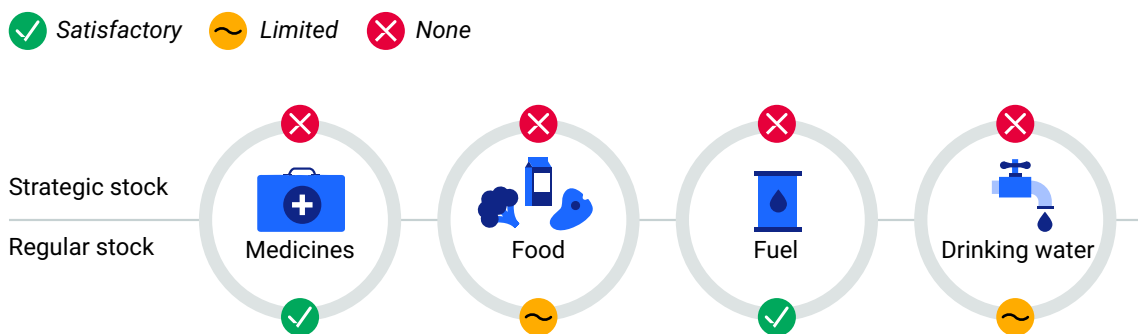 Satisfactory Limited None
Strategic stock
Regular stock
Medicines Food Fuel Drinking water